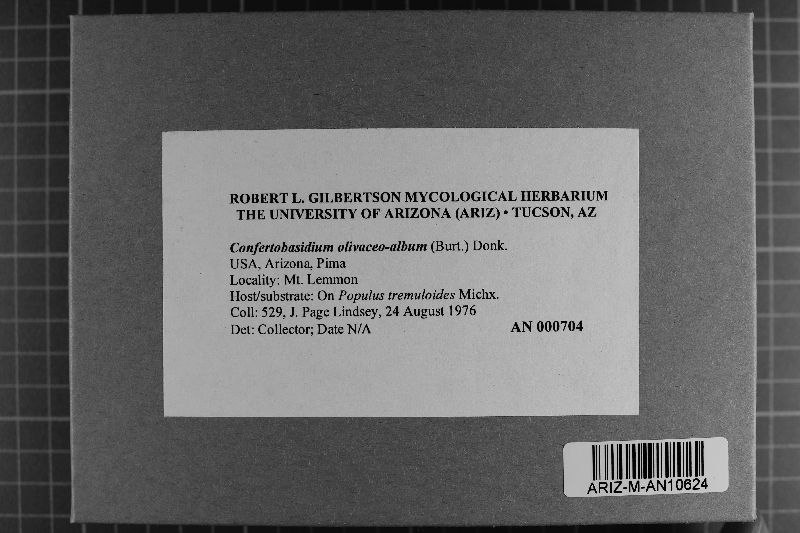 ROBERT L. GILBERTSON MYCOLOGICAL HERBARIUM
THE UNIVERSITY OF ARIZONA (ARIZ) • TUCSON, AZ
Confertobasidium olivaceo-album (Burt.) Donk.
USA, Arizona, Pima
Locality: Mt. Lemmon
Host/substrate: On Populus tremuloides Michx.
Coll: 529, J. Page Lindsey, 24 August 1976
Det: Collector; Date N/A
AN 000704
ARIZ-M-AN10624